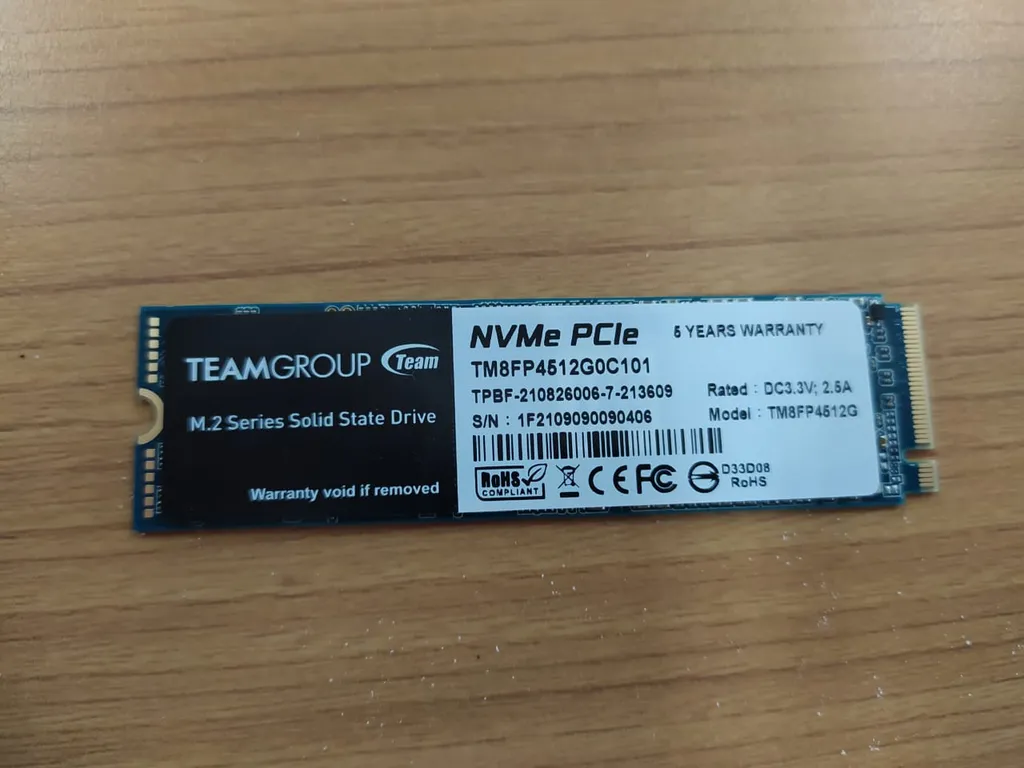 TEAMGROUP Team
M.2 Series Solid State Drive
Warranty void if removed
NVMe PCIe
5 YEARS WARRANTY
TM8FP4512G0C101
TPBF-210826006-7-213609
Rated : DC3.3V; 2.5A
S/N : 1F2109090090406
Model : TM8FP4512G
RoHS
COMPLIANT
CE FC
D33D08
RoHS